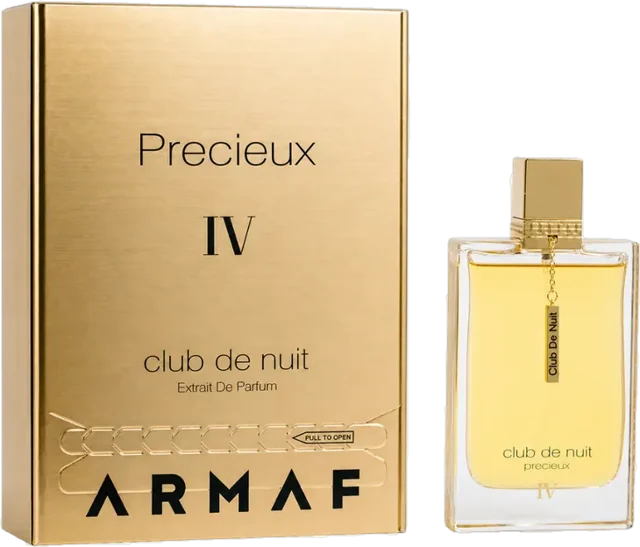 Precieux
IV
club de nuit
Extrait De Parfum
PULL TO OPEN
ARMAF
Club De Nuit
club de nuit
precieux
IV